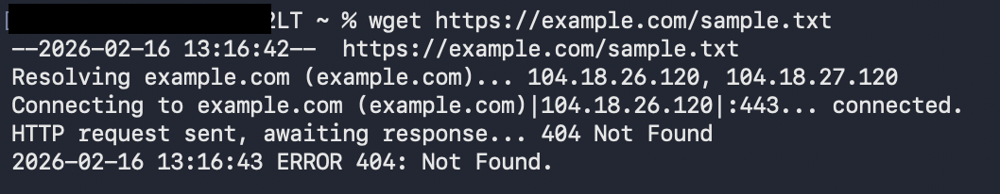 2LT ~ % wget https://example.com/sample.txt
--2026-02-16 13:16:42--  https://example.com/sample.txt
Resolving example.com (example.com)... 104.18.26.120, 104.18.27.120
Connecting to example.com (example.com)|104.18.26.120|:443... connected.
HTTP request sent, awaiting response... 404 Not Found
2026-02-16 13:16:43 ERROR 404: Not Found.